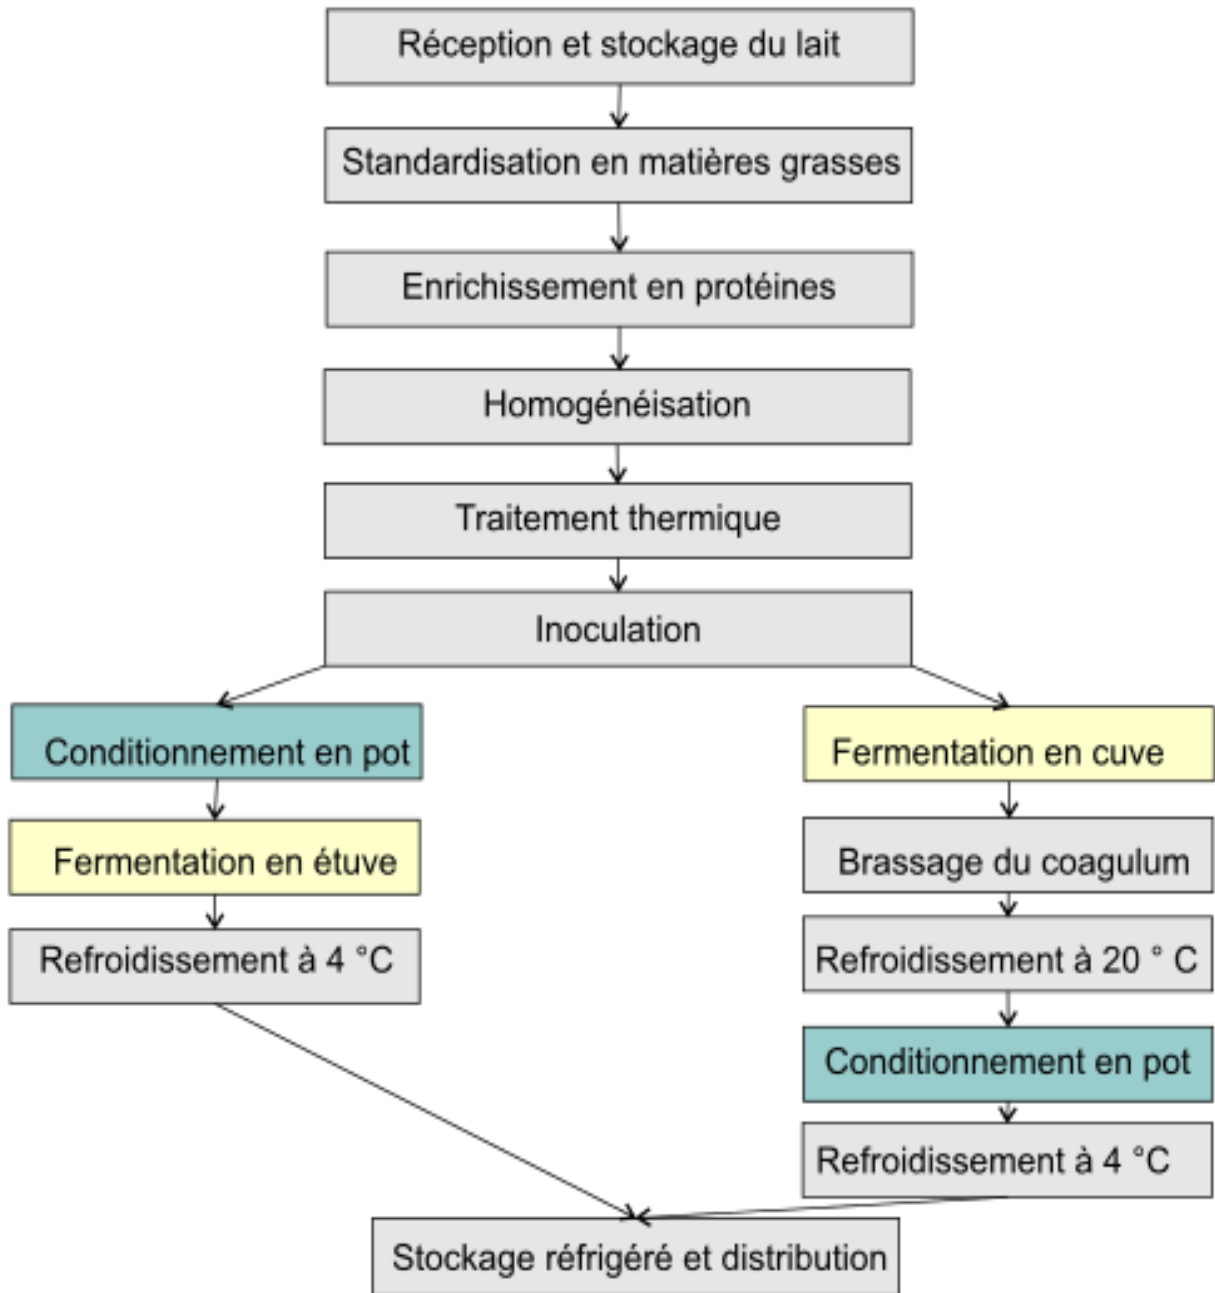 Réception et stockage du lait
Standardisation en matières grasses
Enrichissement en protéines
Homogénéisation
Traitement thermique
Inoculation
Conditionnement en pot
Fermentation en étuve
Refroidissement à 4 °C
Fermentation en cuve
Brassage du coagulum
Refroidissement à 20 ° C
Conditionnement en pot
Refroidissement à 4 °C
Stockage réfrigéré et distribution